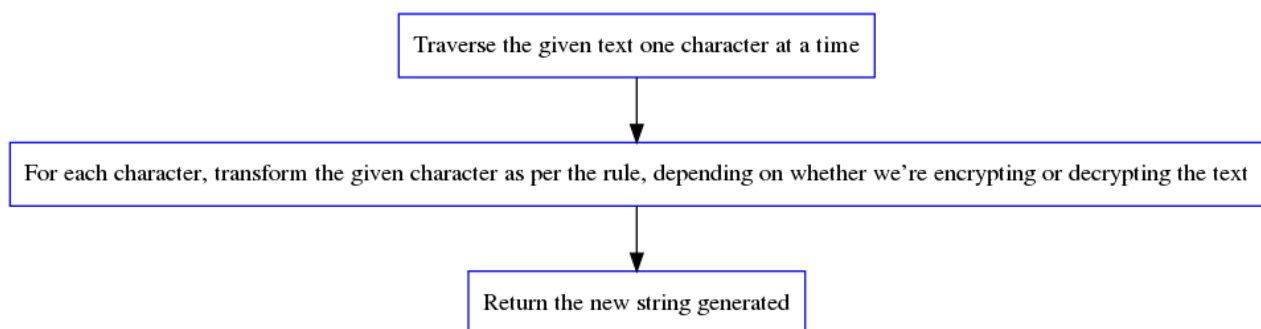 Traverse the given text one character at a time
For each character, transform the given character as per the rule, depending on whether we’re encrypting or decrypting the text
Return the new string generated